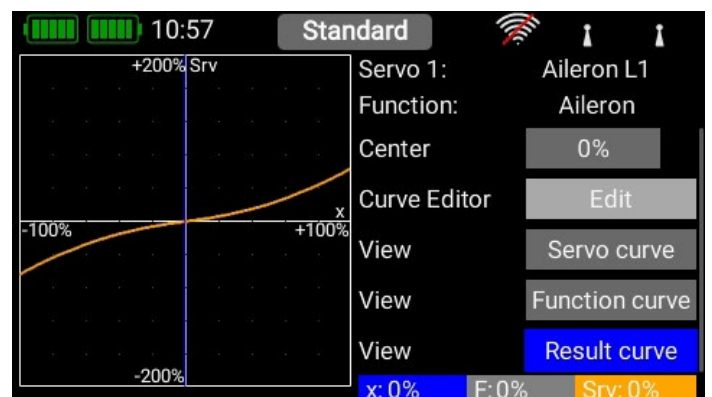 10:57 Standard
+200% Srv
-100%
x
+100%
-200%
Servo 1: Aileron L1
Function: Aileron
Center 0%
Curve Editor Edit
View Servo curve
View Function curve
View Result curve
x: 0% F: 0% Srv: 0%